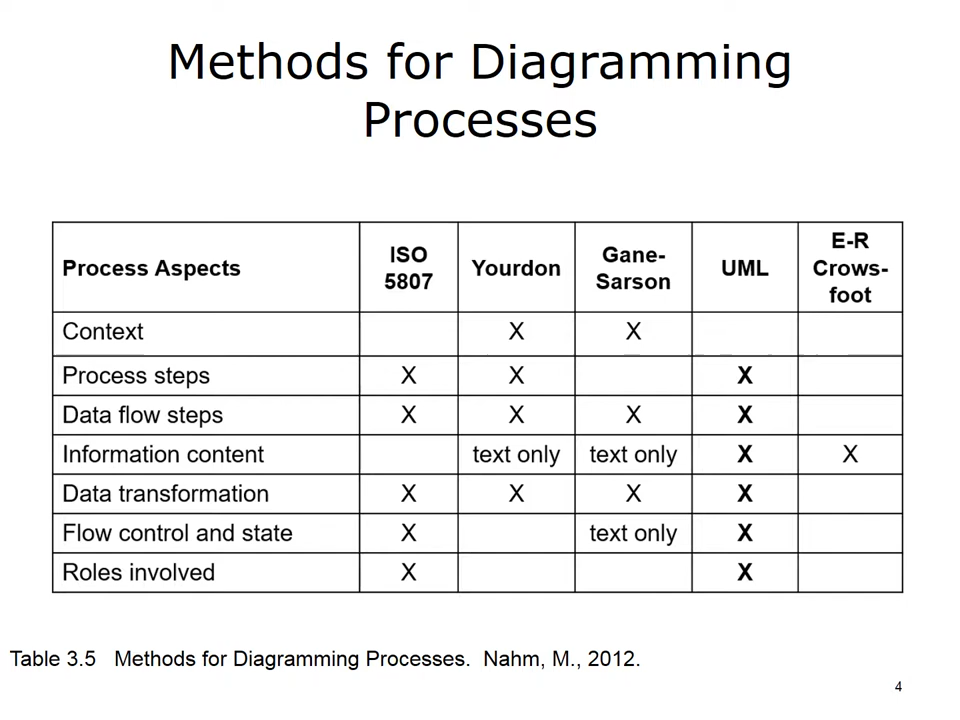 Methods for Diagramming
Processes
Process Aspects ISO 5807 Yourdon Gane-Sarson UML E-R Crows-foot
Context X X
Process steps X X X
Data flow steps X X X X
Information content text only text only X X
Data transformation X X X X
Flow control and state X text only X
Roles involved X X
Table 3.5 Methods for Diagramming Processes. Nahm, M., 2012.
4